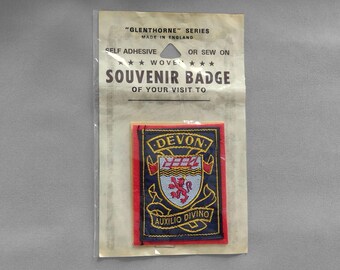 "GLENTHORNE" SERIES
MADE IN ENGLAND
SELF ADHESIVE OR SEW ON
★ ★ ★ WOVEN ★ ★ ★
SOUVENIR BADGE
OF YOUR VISIT TO
DEVON
AUXILIO DIVINO